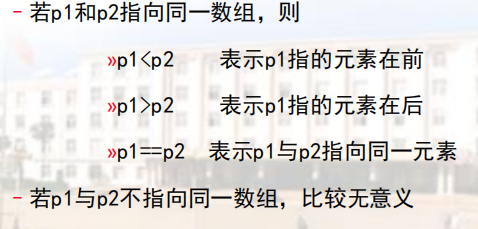 - 若p1和p2指向同一数组，则
»p1<p2 表示p1指的元素在前
»p1>p2 表示p1指的元素在后
»p1==p2 表示p1与p2指向同一元素
- 若p1与p2不指向同一数组，比较无意义